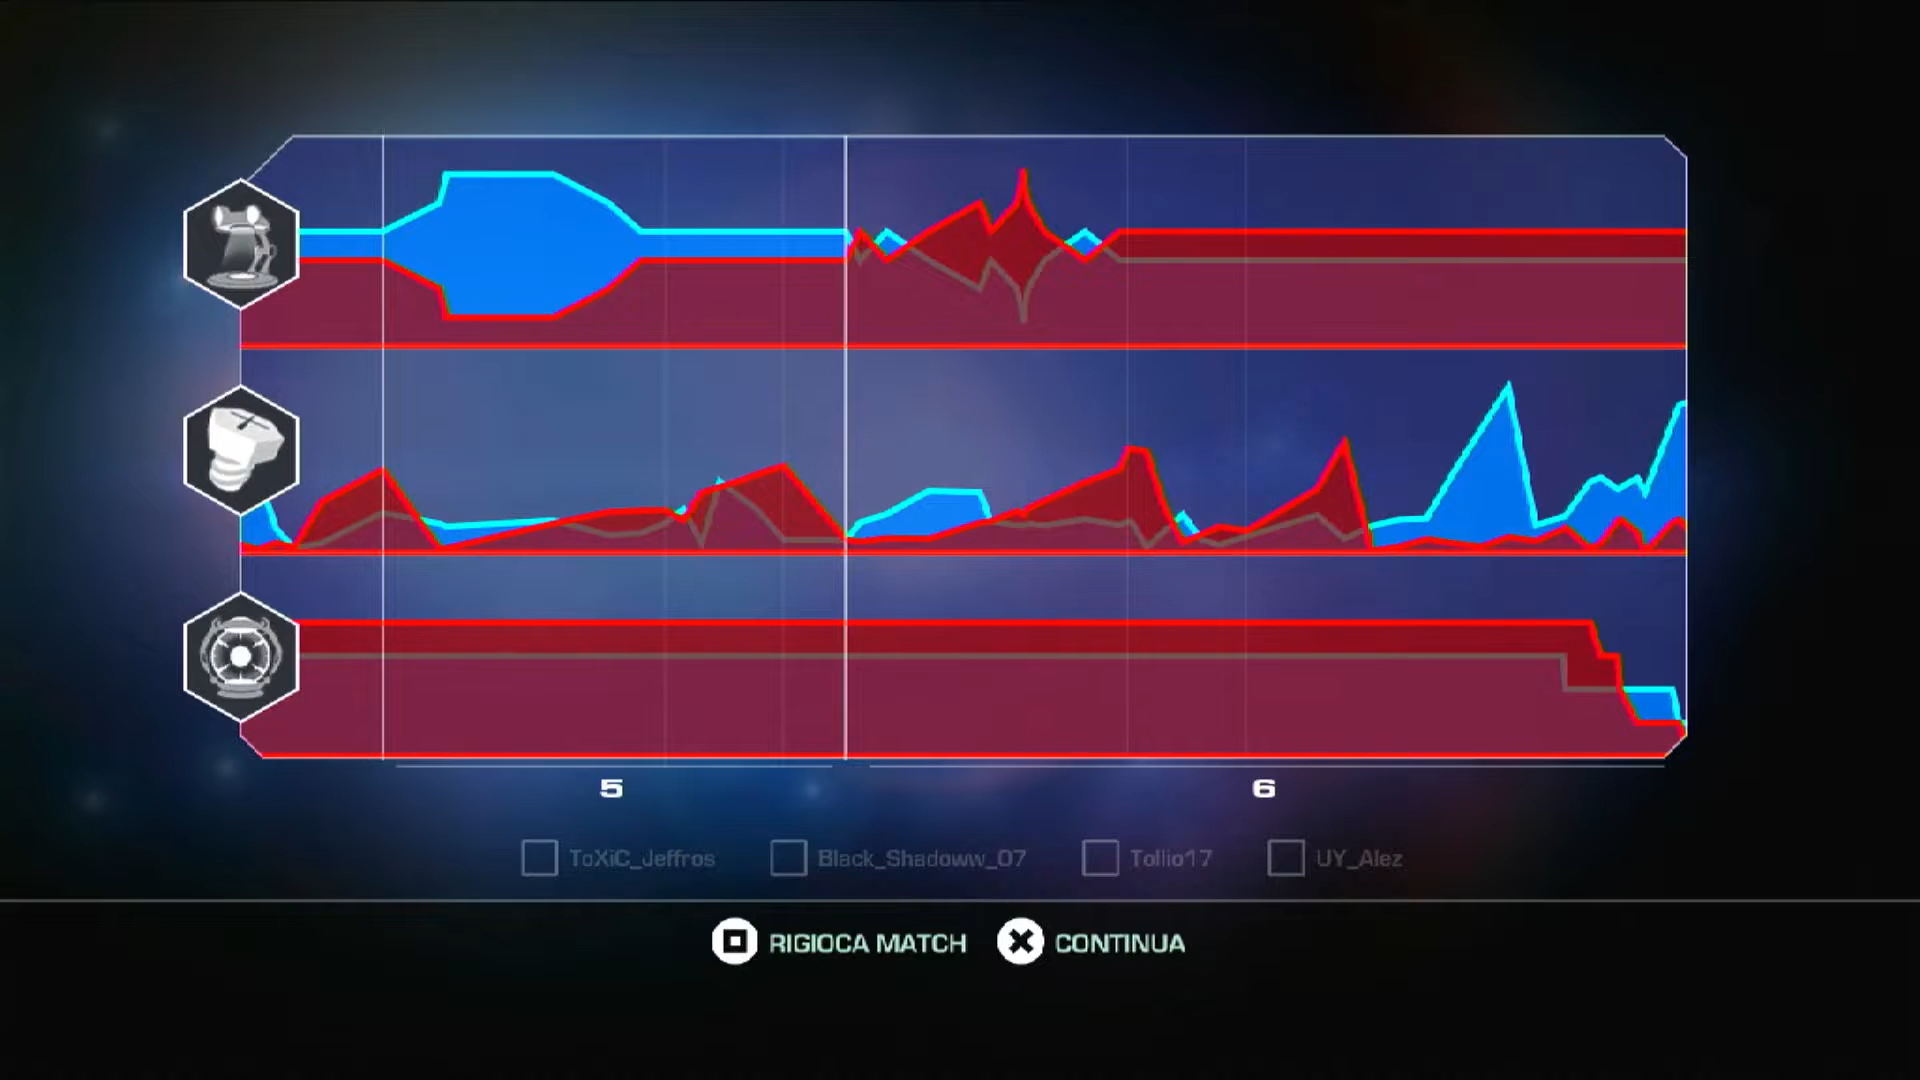 5
6
ToXiC_Jeffros
Black_Shadoww_07
Tollio17
UY_Alez
RIGIOCA MATCH
CONTINUA